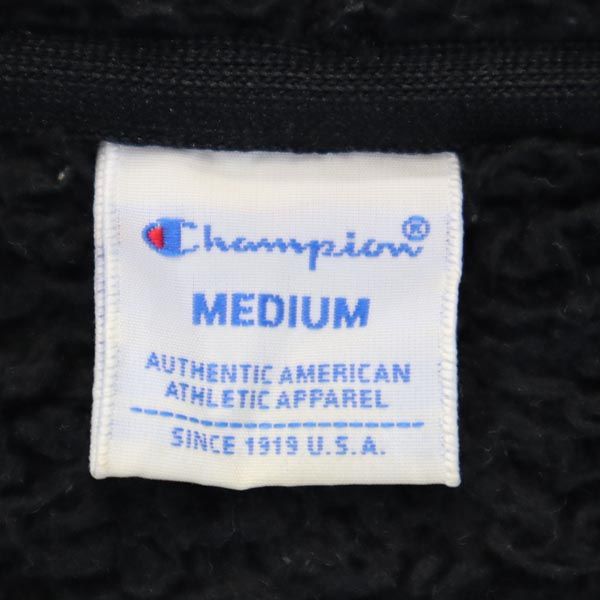 Champion®
MEDIUM
AUTHENTIC AMERICAN
ATHLETIC APPAREL
SINCE 1919 U.S.A.